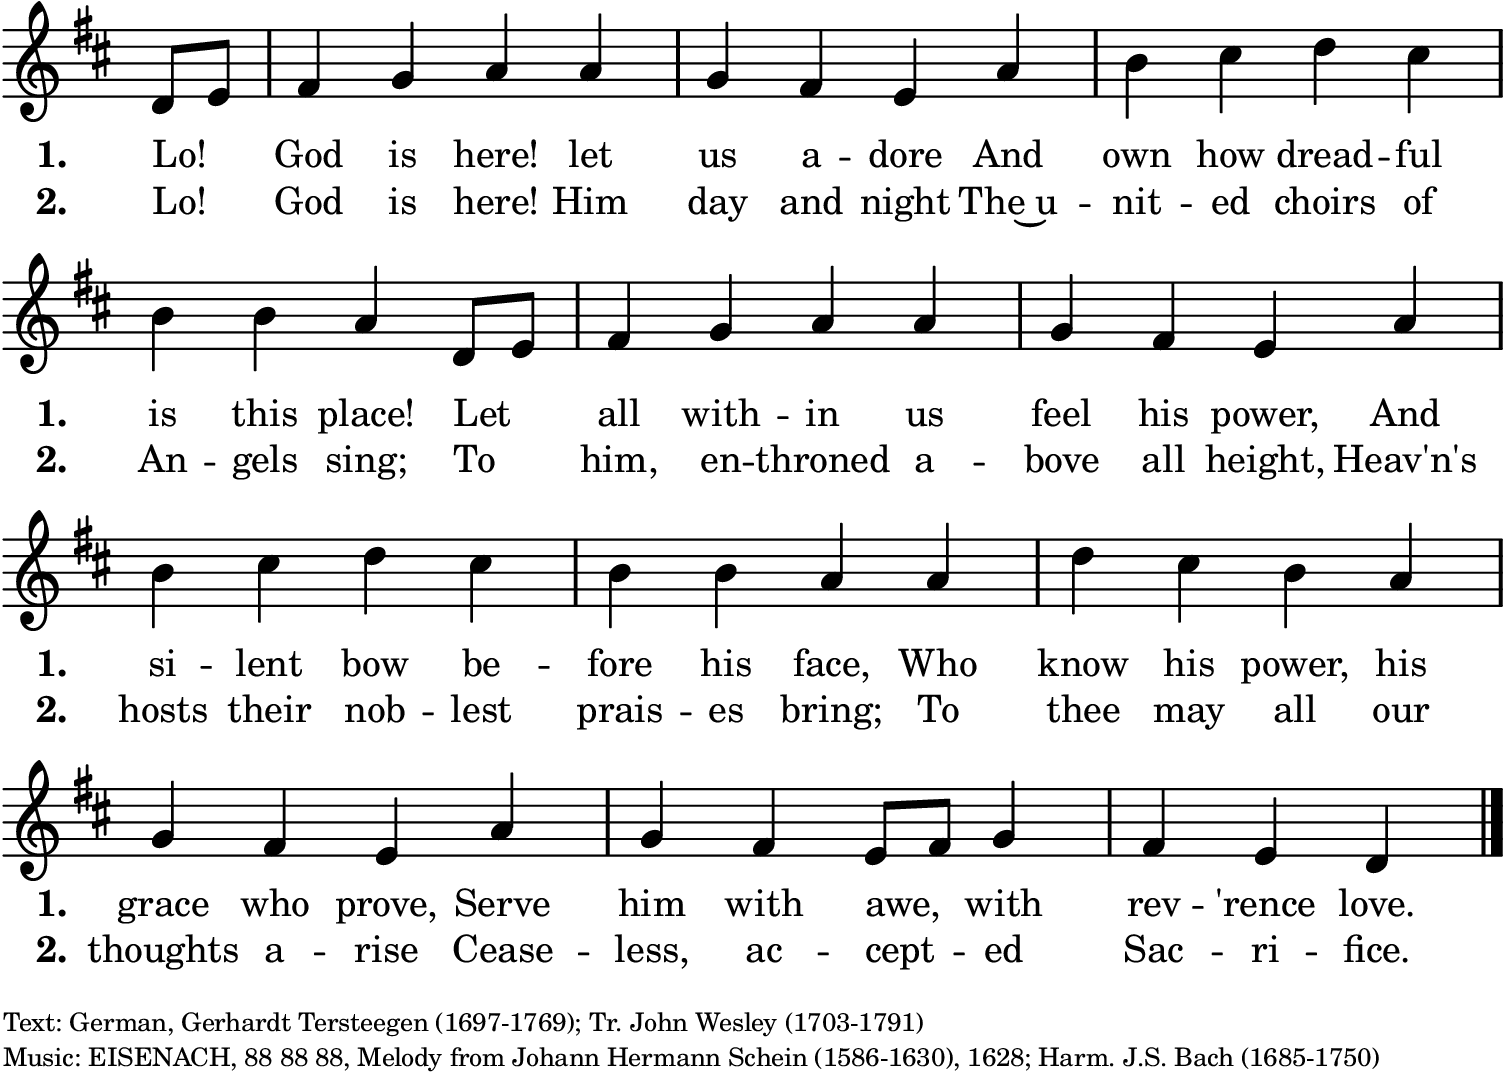 1. Lo! God is here! let us a -- dore And own how dread -- ful
2. Lo! God is here! Him day and night The‿u -- nit -- ed choirs of
1. is this place! Let all with -- in us feel his power, And
2. An -- gels sing; To him, en -- throned a -- bove all height, Heav'n's
1. si -- lent bow be -- fore his face, Who know his power, his
2. hosts their nob -- lest prais -- es bring; To thee may all our
1. grace who prove, Serve him with awe, with rev -- 'rence love.
2. thoughts a -- rise Cease -- less, ac -- cept -- ed Sac -- ri -- fice.
Text: German, Gerhardt Tersteegen (1697-1769); Tr. John Wesley (1703-1791)
Music: EISENACH, 88 88 88, Melody from Johann Hermann Schein (1586-1630), 1628; Harm. J.S. Bach (1685-1750)